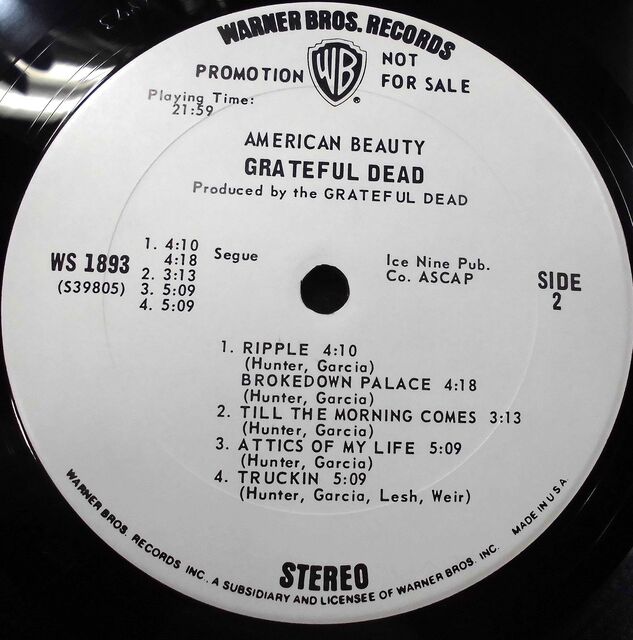 WARNER BROS. RECORDS
PROMOTION
WB
®
NOT
FOR SALE
Playing Time:
21:59
AMERICAN BEAUTY
GRATEFUL DEAD
Produced by the GRATEFUL DEAD
WS 1893
(S39805)
1. 4:10
4:18
2. 3:13
3. 5:09
4. 5:09
Segue
Ice Nine Pub.
Co. ASCAP
SIDE
2
1. RIPPLE 4:10
(Hunter, Garcia)
BROKEDOWN PALACE 4:18
(Hunter, Garcia)
2. TILL THE MORNING COMES 3:13
(Hunter, Garcia)
3. ATTICS OF MY LIFE 5:09
(Hunter, Garcia)
4. TRUCKIN 5:09
(Hunter, Garcia, Lesh, Weir)
STEREO
WARNER BROS. RECORDS INC., A SUBSIDIARY AND LICENSEE OF WARNER BROS. INC.
MADE IN U.S.A.